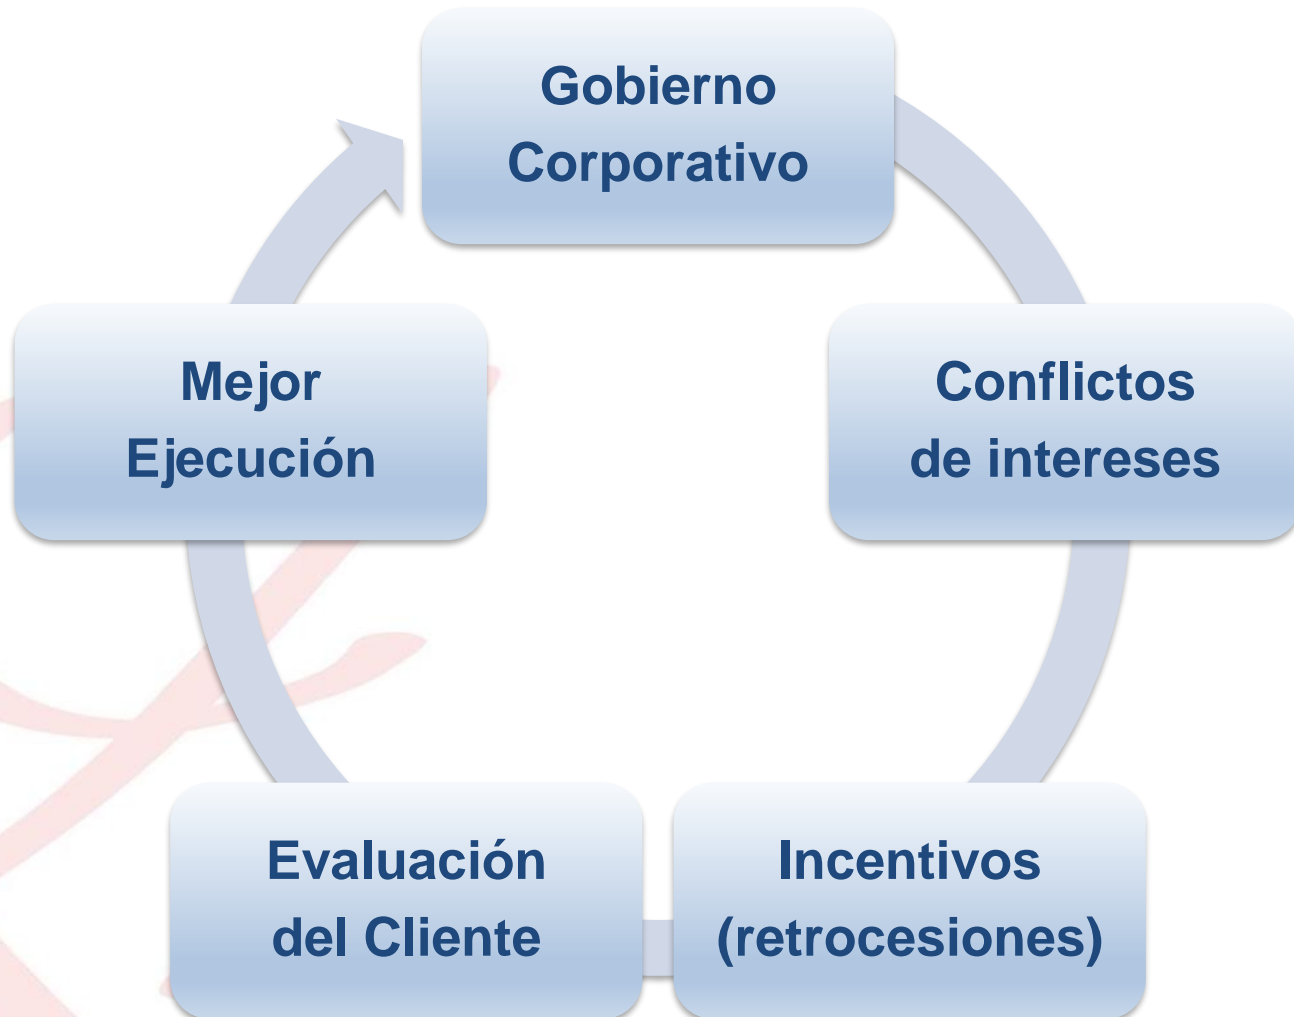 Gobierno
Corporativo
Conflictos
de intereses
Incentivos
(retrocesiones)
Evaluación
del Cliente
Mejor
Ejecución